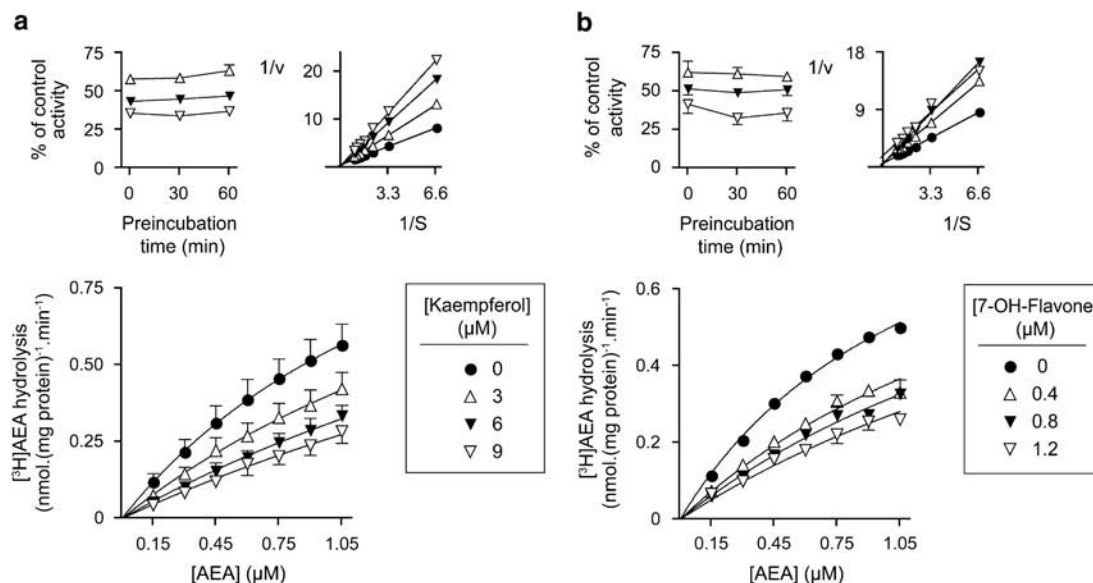 a
75
50
25
0
% of control
activity
0 30 60
Preincubation
time (min)
1/v
20
10
3.3 6.6
1/S
0.75
0.50
0.25
0
[³H]AEA hydrolysis
(nmol.(mg protein)⁻¹.min⁻¹
0.15 0.45 0.75 1.05
[AEA] (µM)
[Kaempferol]
(µM)
0
3
6
9
b
75
50
25
0
% of control
activity
0 30 60
Preincubation
time (min)
1/v
18
9
3.3 6.6
1/S
0.6
0.4
0.2
0
[³H]AEA hydrolysis
(nmol.(mg protein)⁻¹.min⁻¹
0.15 0.45 0.75 1.05
[AEA] (µM)
[7-OH-Flavone
(µM)
0
0.4
0.8
1.2